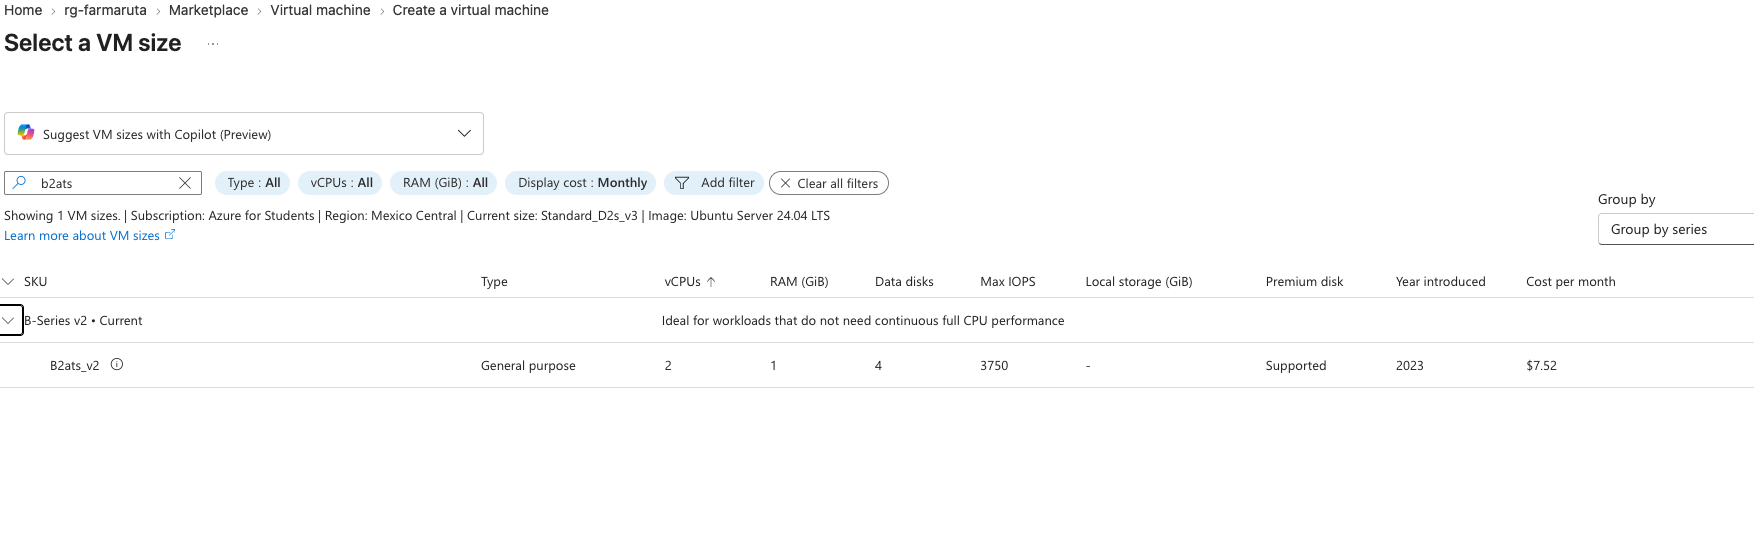 Home > rg-farmaruta > Marketplace > Virtual machine > Create a virtual machine
Select a VM size ...
Suggest VM sizes with Copilot (Preview)
b2ats Type : All vCPUs : All RAM (GiB) : All Display cost : Monthly Add filter Clear all filters
Showing 1 VM sizes. | Subscription: Azure for Students | Region: Mexico Central | Current size: Standard_D2s_v3 | Image: Ubuntu Server 24.04 LTS
Learn more about VM sizes
Group by
Group by series
SKU Type vCPUs ↑ RAM (GiB) Data disks Max IOPS Local storage (GiB) Premium disk Year introduced Cost per month
B-Series v2 • Current Ideal for workloads that do not need continuous full CPU performance
B2ats_v2 General purpose 2 1 4 3750 - Supported 2023 $7.52